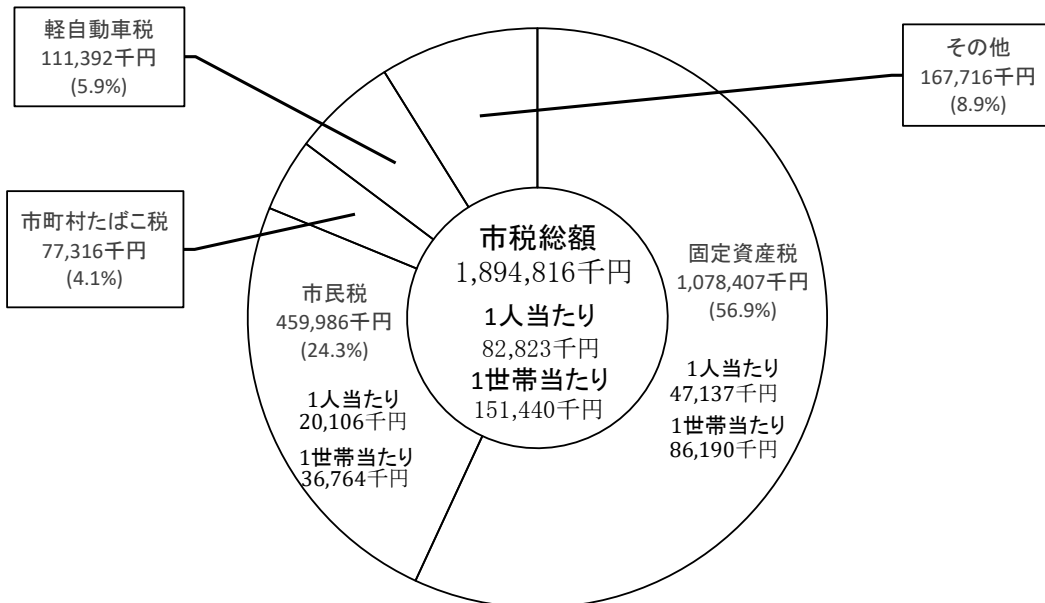 軽自動車税
111,392千円
(5.9%)
その他
167,716千円
(8.9%)
市町村たばこ税
77,316千円
(4.1%)
市税総額
1,894,816千円
1人当たり
82,823千円
1世帯当たり
151,440千円
固定資産税
1,078,407千円
(56.9%)
1人当たり
47,137千円
1世帯当たり
86,190千円
市民税
459,986千円
(24.3%)
1人当たり
20,106千円
1世帯当たり
36,764千円